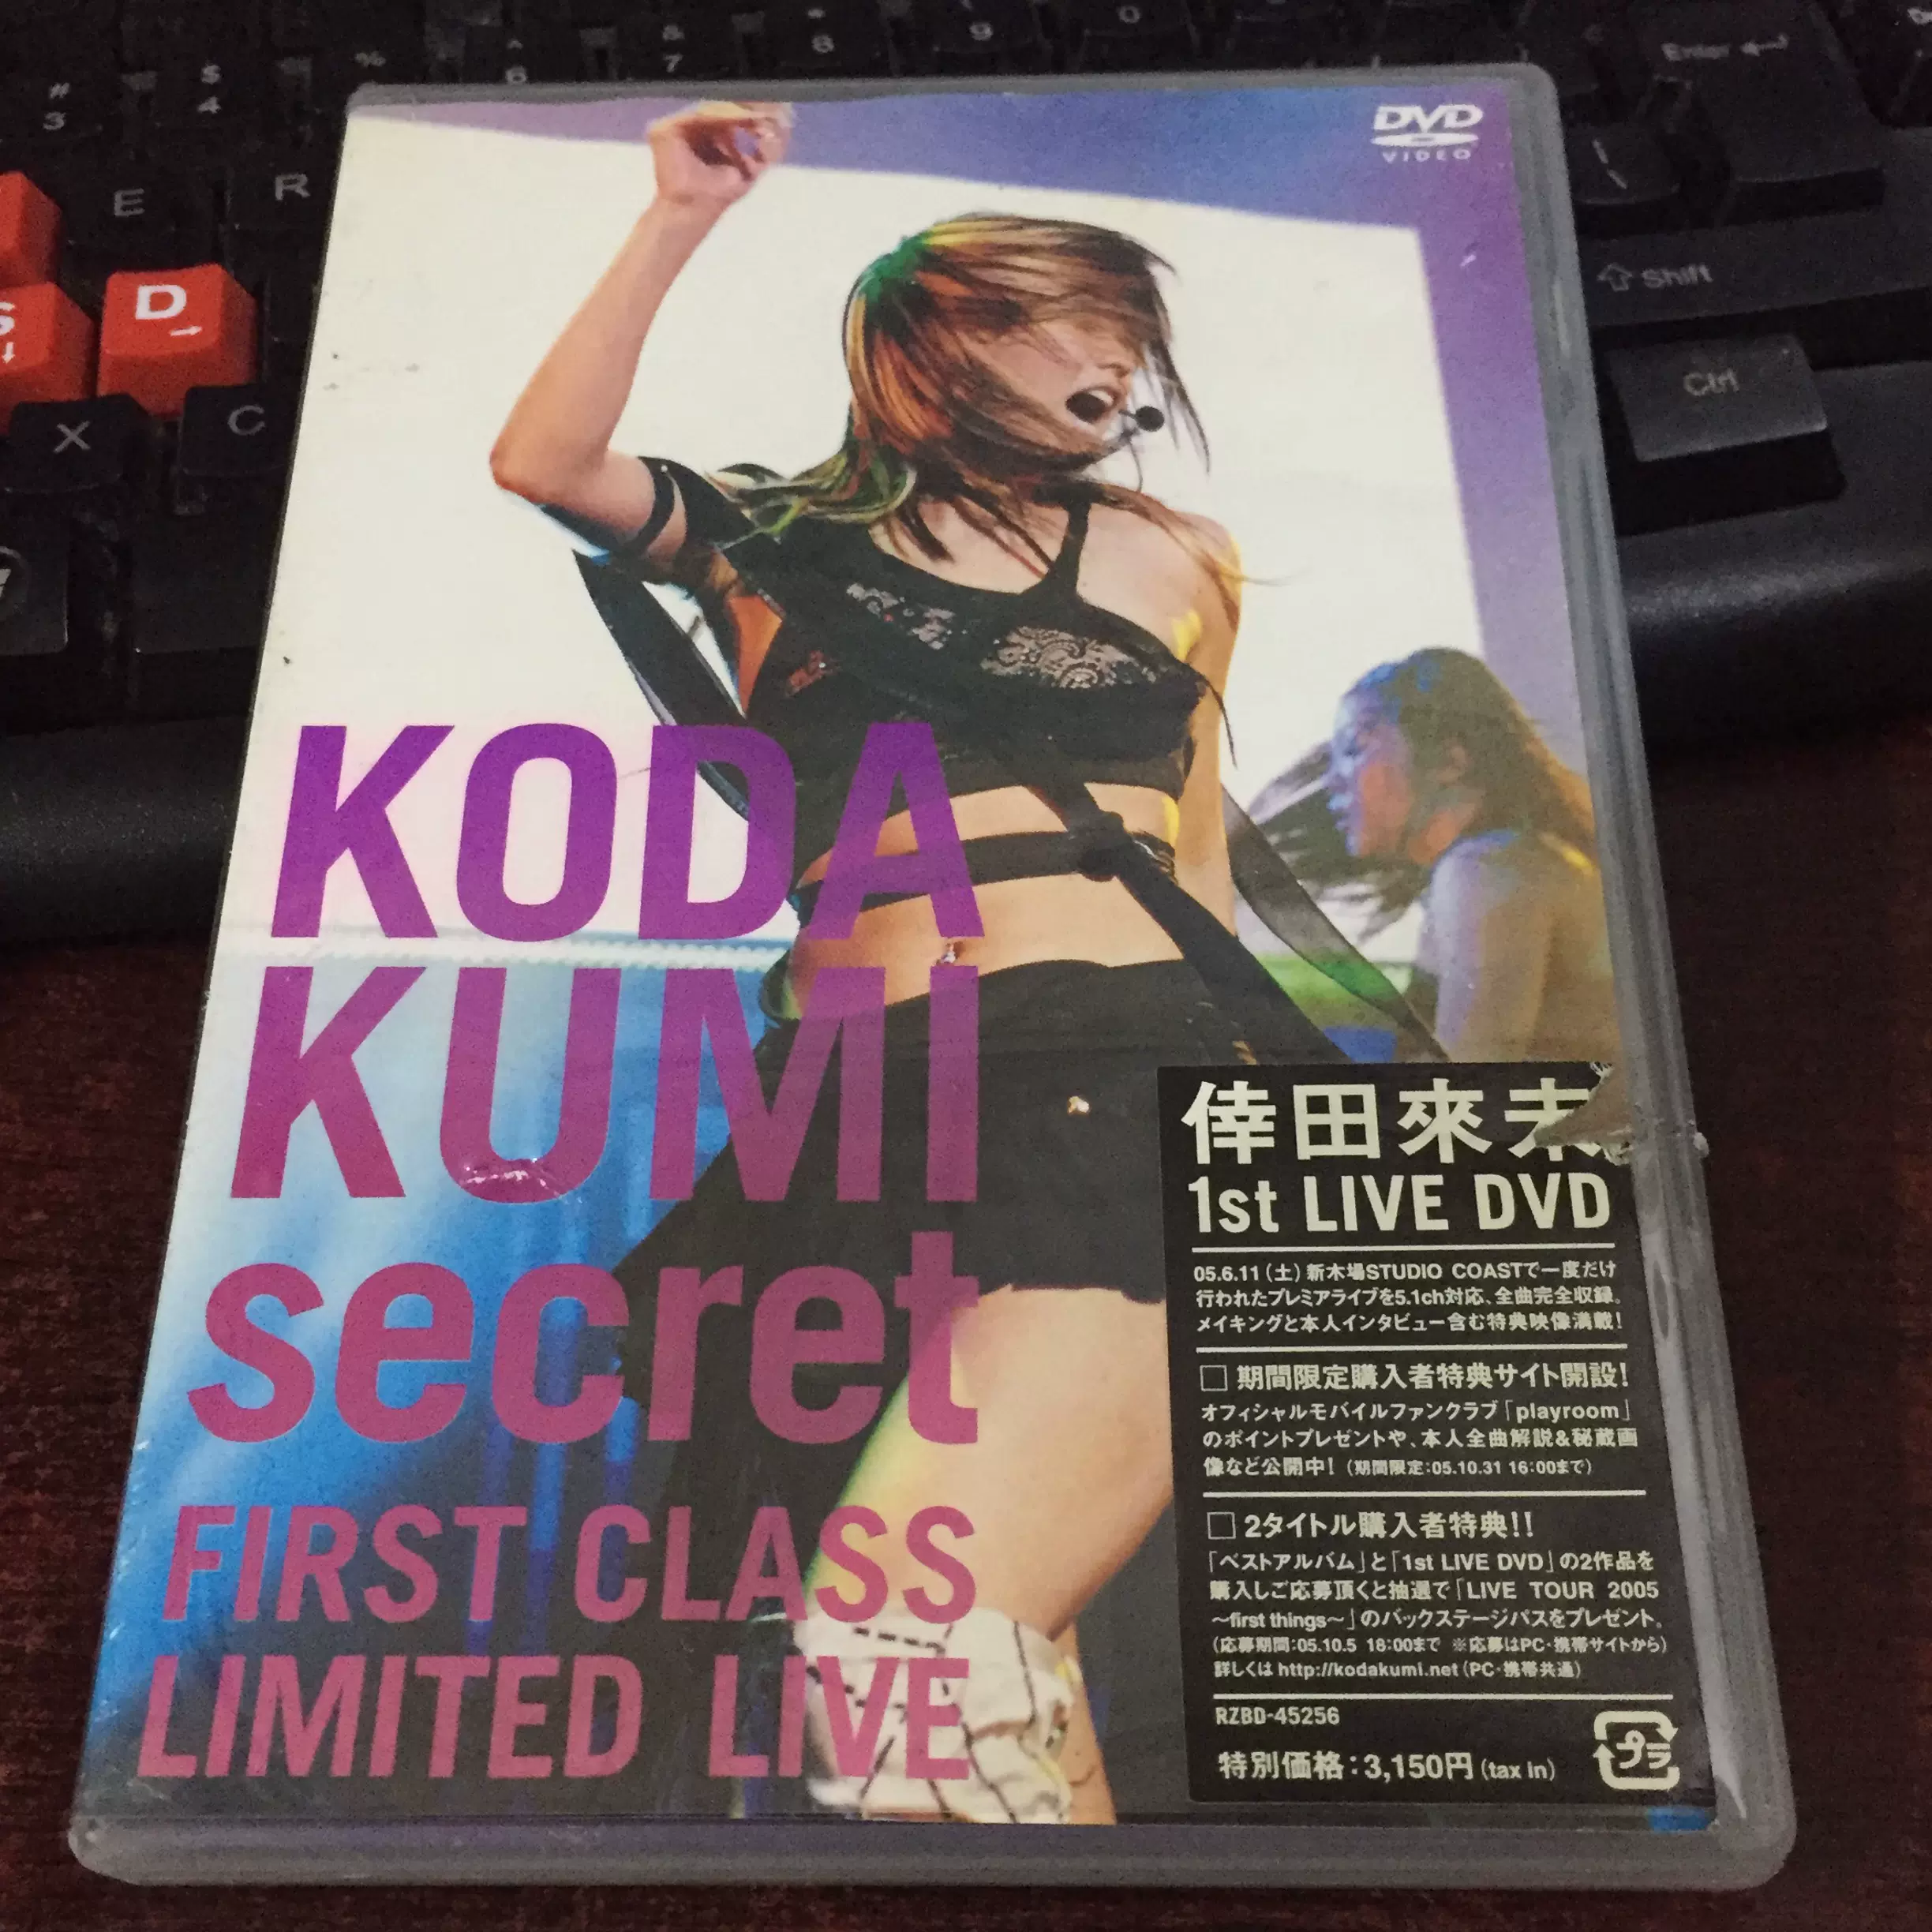 # 3
$ 4
% 
^ 6
& 7
* 8
9
0
Enter
E
R
\
S
D
Shift
X
C
Ctrl
DVD
VIDEO
KODA
KUMI
secret
FIRST CLASS
LIMITED LIVE
倖田來未
1st LIVE DVD
05.6.11(土)新木場STUDIO COASTで一度だけ
行われたプレミアライブを5.1ch対応、全曲完全収録。
メイキングと本人インタビュー含む特典映像満載!
□ 期間限定購入者特典サイト開設!
オフィシャルモバイルファンクラブ「playroom」
のポイントプレゼントや、本人全曲解説&秘蔵画
像など公開中!(期間限定:05.10.31 16:00まで)
□ 2タイトル購入者特典!!
「ベストアルバム」と「1st LIVE DVD」の2作品を
購入しご応募頂くと抽選で「LIVE TOUR 2005
~first things~」のバックステージパスをプレゼント。
(応募期間:05.10.5 18:00まで ※応募はPC・携帯サイトから)
詳しくは http://kodakumi.net(PC・携帯共通)
RZBD-45256
特別価格:3,150円(tax in)
プラ